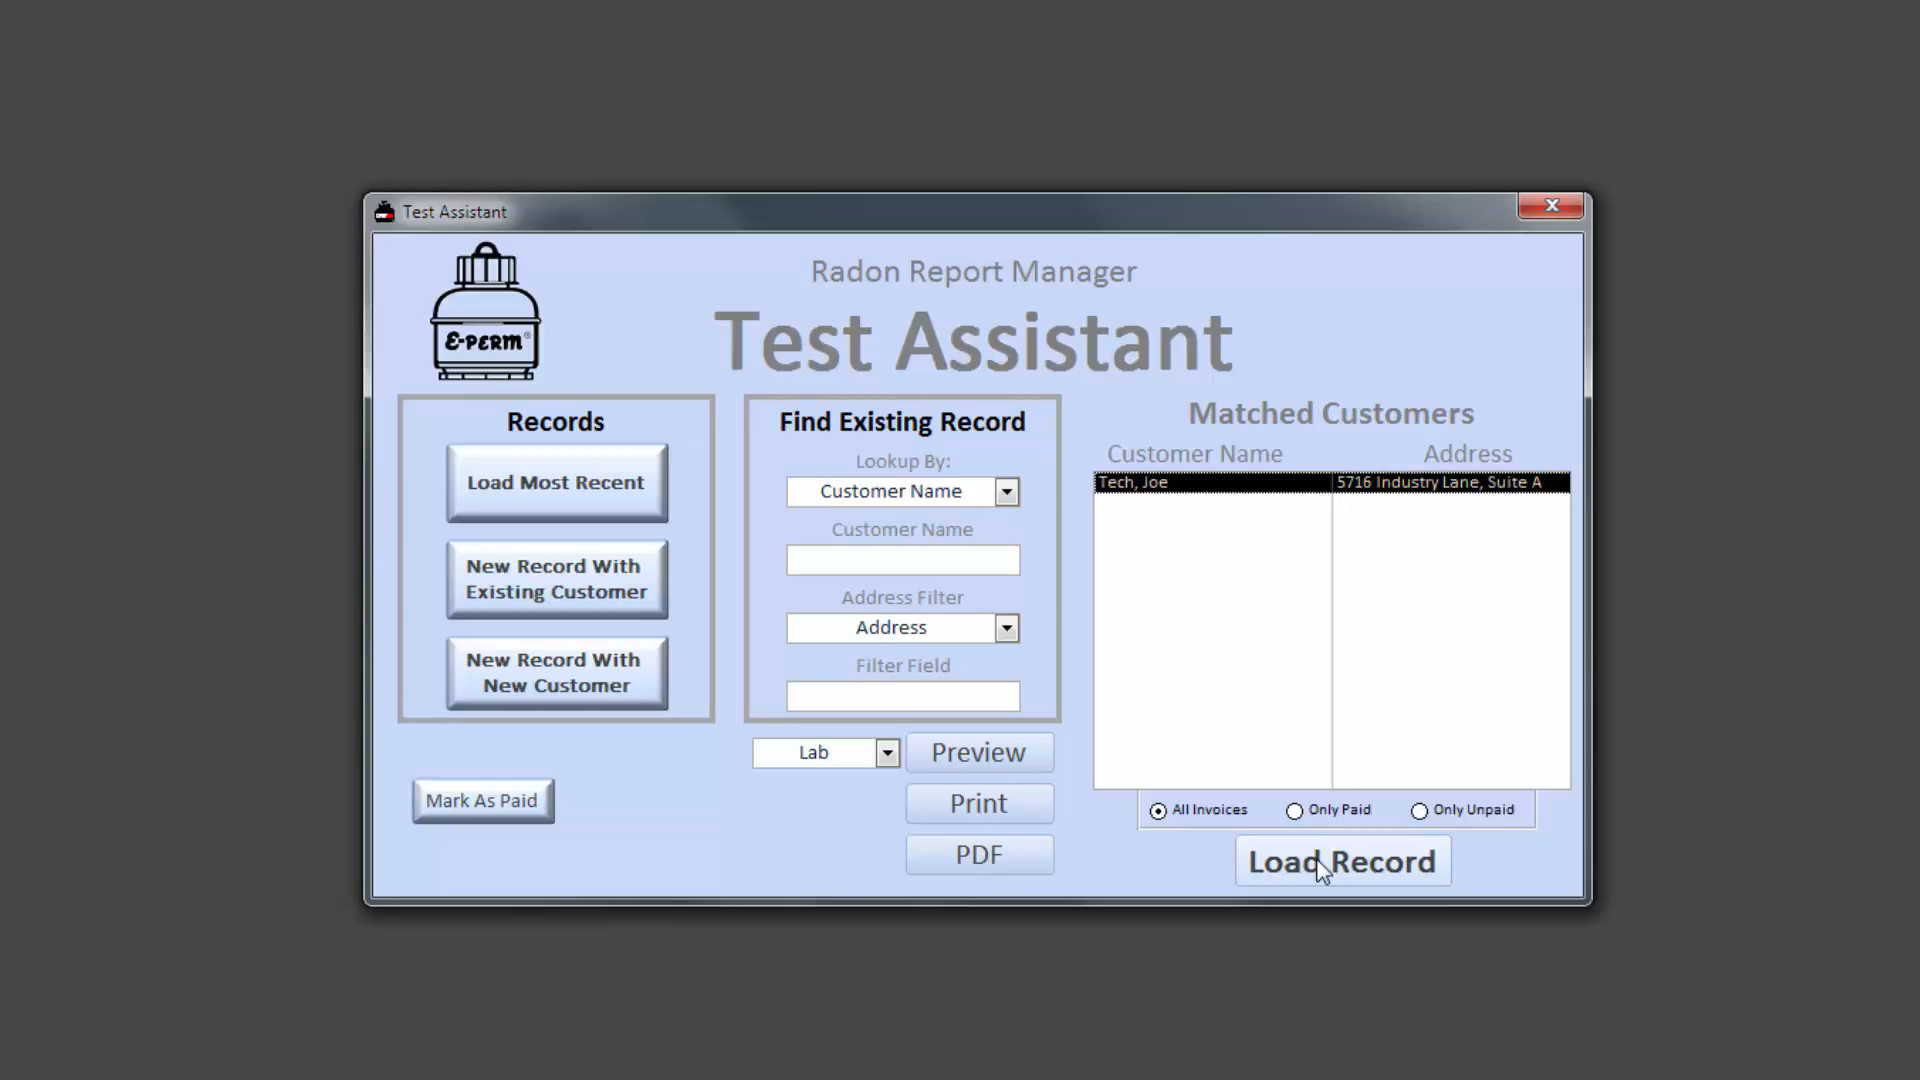 Test Assistant
Radon Report Manager
Test Assistant
E-PERM®
Records
Load Most Recent
New Record With
Existing Customer
New Record With
New Customer
Mark As Paid
Find Existing Record
Lookup By:
Customer Name
Customer Name
Address Filter
Address
Filter Field
Lab
Preview
Print
PDF
Matched Customers
Customer Name Address
Tech, Joe 5716 Industry Lane, Suite A
All Invoices Only Paid Only Unpaid
Load Record